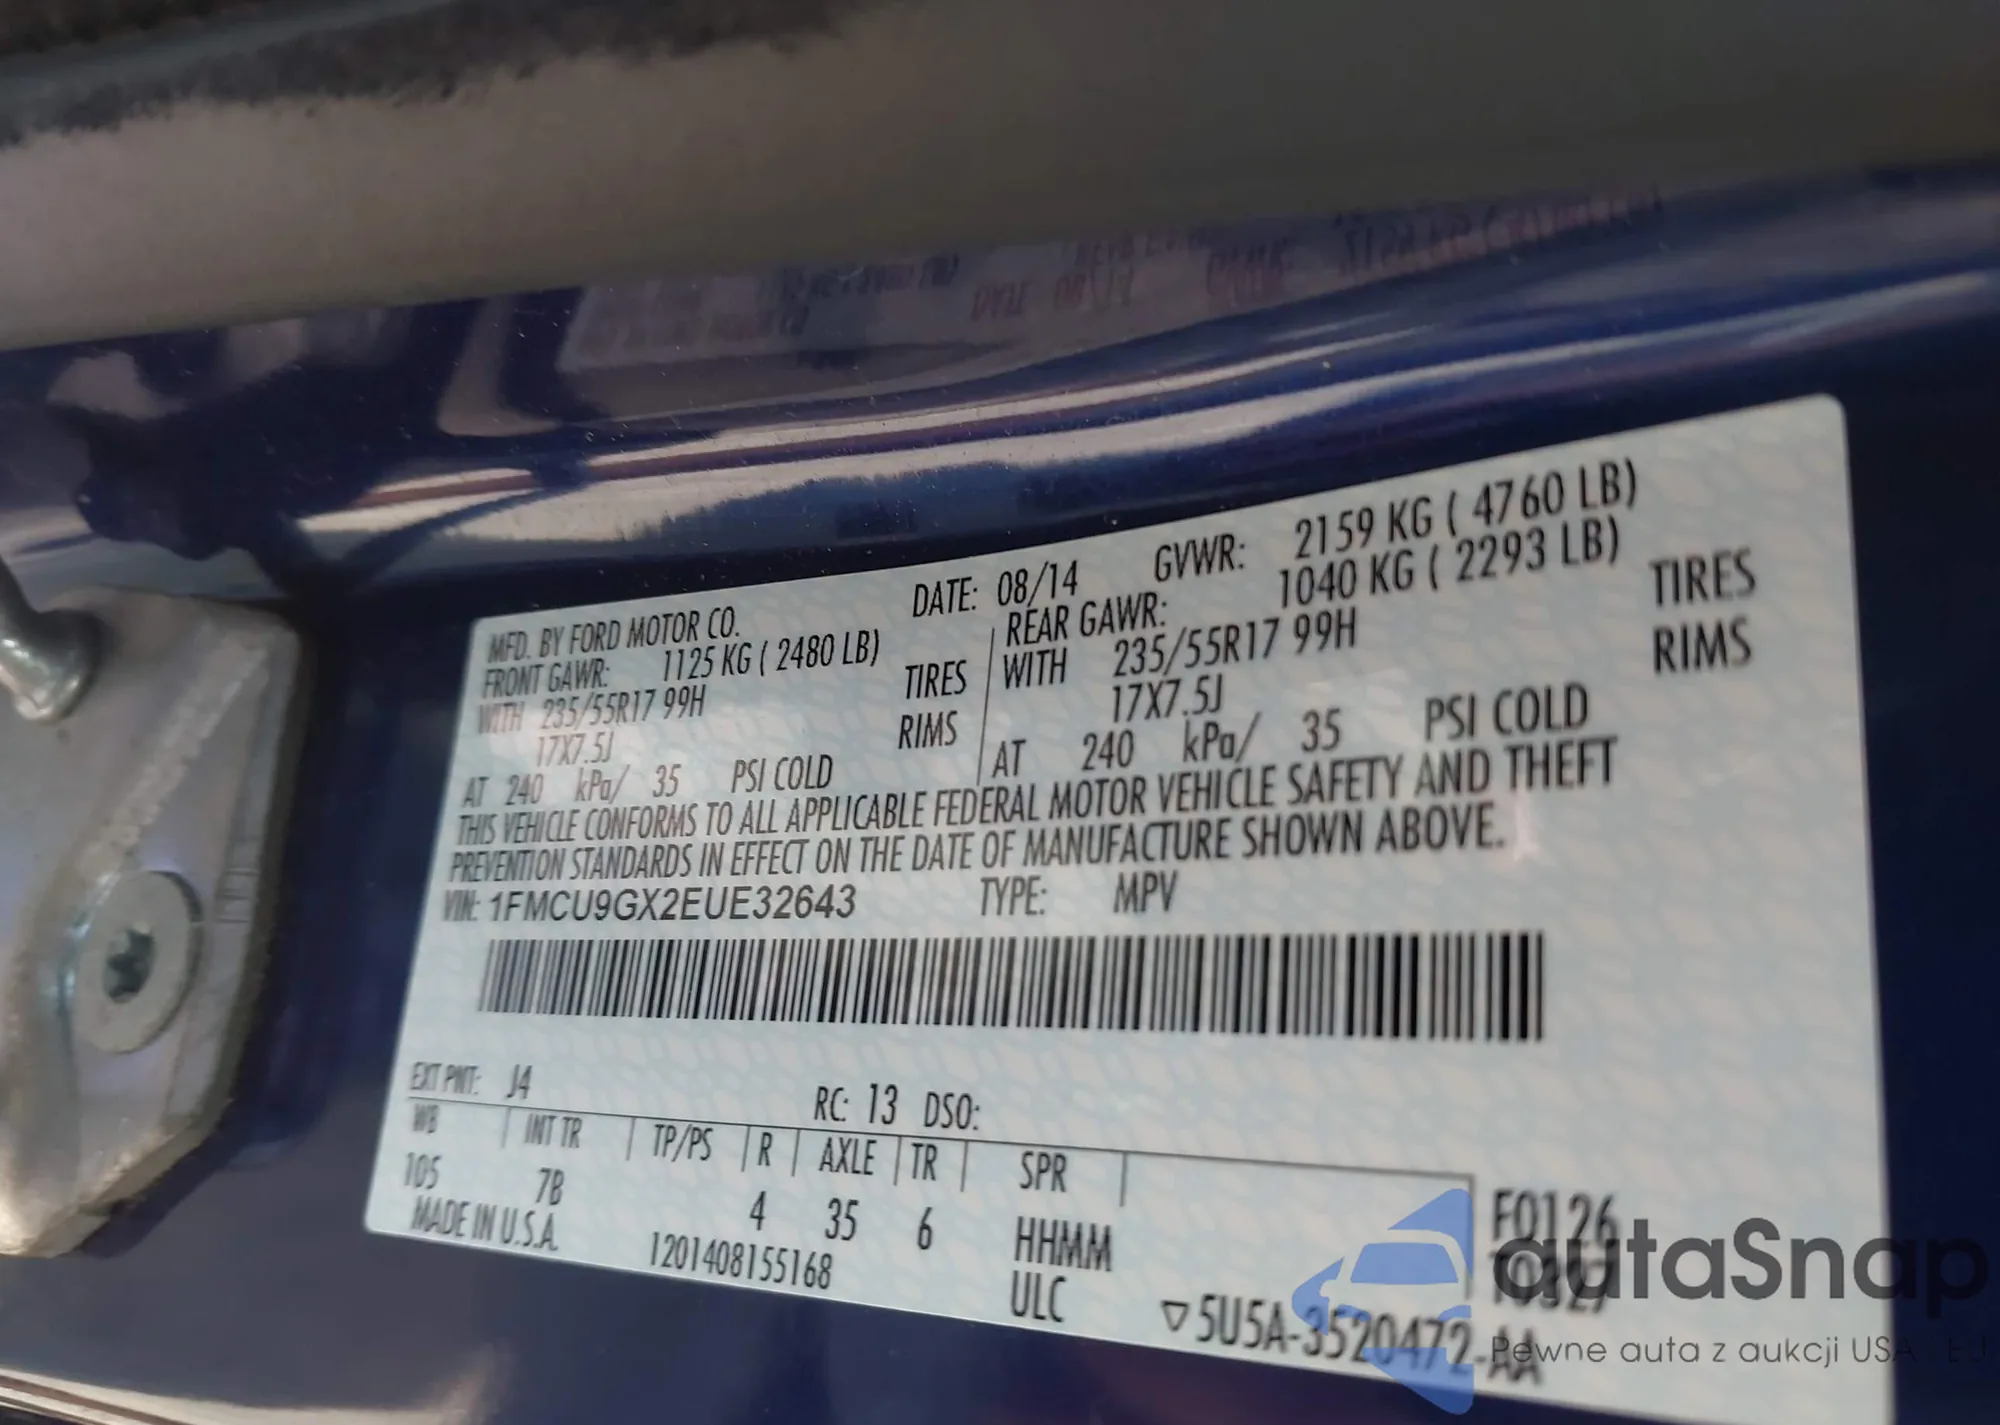 MFD. BY FORD MOTOR CO.
DATE: 08/14 GVWR: 2159 KG ( 4760 LB)
FRONT GAWR: 1125 KG ( 2480 LB)
WITH 235/55R17 99H TIRES
17X7.5J RIMS
AT 240 kPa/ 35 PSI COLD
REAR GAWR: 1040 KG ( 2293 LB)
WITH 235/55R17 99H TIRES
17X7.5J RIMS
AT 240 kPa/ 35 PSI COLD
THIS VEHICLE CONFORMS TO ALL APPLICABLE FEDERAL MOTOR VEHICLE SAFETY AND THEFT
PREVENTION STANDARDS IN EFFECT ON THE DATE OF MANUFACTURE SHOWN ABOVE.
VIN: 1FMCU9GX2EUE32643 TYPE: MPV
EXT PNT: J4 RC: 13 DSO:
WB INT TR TP/PS R AXLE TR SPR
105 7B 4 35 6 HHMM
MADE IN U.S.A. 1201408155168 ULC
F0126
▽5U5A-3520472-AA
autaSnap
Pewne auta z aukcji USA i EU